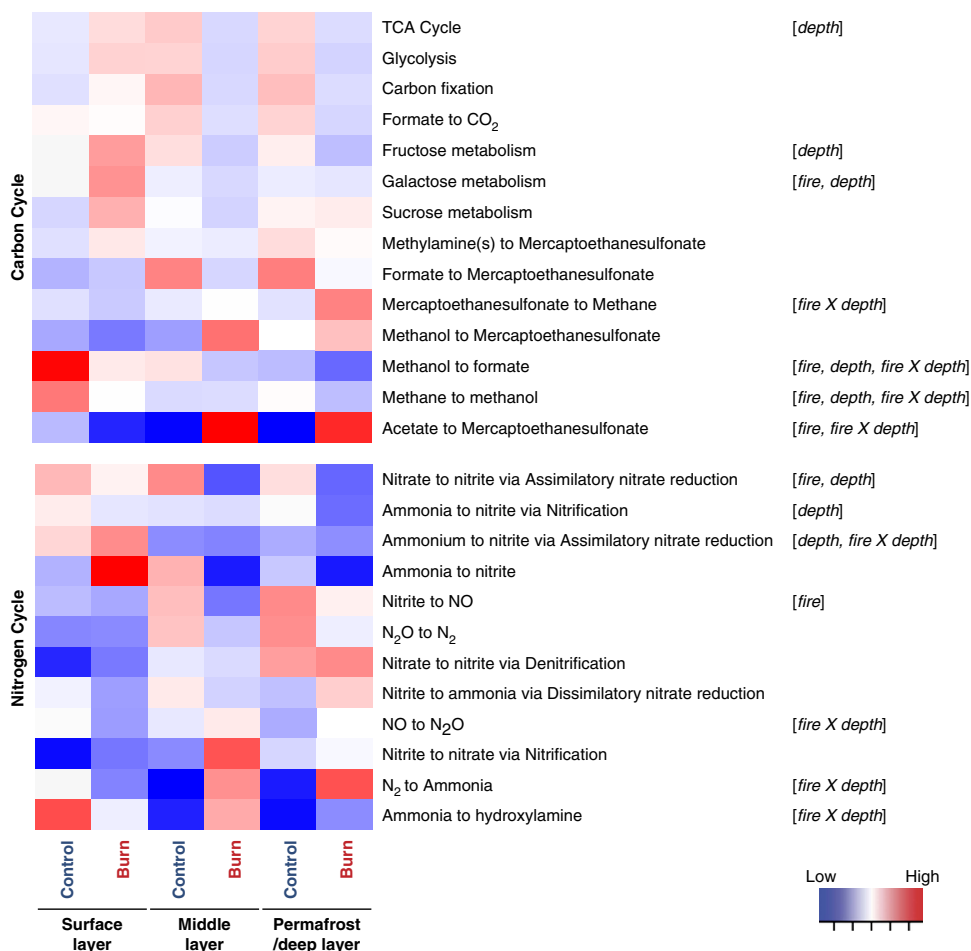 Carbon Cycle
TCA Cycle [depth]
Glycolysis
Carbon fixation
Formate to CO₂
Fructose metabolism [depth]
Galactose metabolism [fire, depth]
Sucrose metabolism
Methylamine(s) to Mercaptoethanesulfonate
Formate to Mercaptoethanesulfonate
Mercaptoethanesulfonate to Methane [fire X depth]
Methanol to Mercaptoethanesulfonate
Methanol to formate [fire, depth, fire X depth]
Methane to methanol [fire, depth, fire X depth]
Acetate to Mercaptoethanesulfonate [fire, fire X depth]
Nitrogen Cycle
Nitrate to nitrite via Assimilatory nitrate reduction [fire, depth]
Ammonia to nitrite via Nitrification [depth]
Ammonium to nitrite via Assimilatory nitrate reduction [depth, fire X depth]
Ammonia to nitrite
Nitrite to NO [fire]
N₂O to N₂
Nitrate to nitrite via Denitrification
Nitrite to ammonia via Dissimilatory nitrate reduction
NO to N₂O [fire X depth]
Nitrite to nitrate via Nitrification
N₂ to Ammonia [fire X depth]
Ammonia to hydroxylamine [fire X depth]
Control Burn Control Burn Control Burn
Surface layer
Middle layer
Permafrost /deep layer
Low High